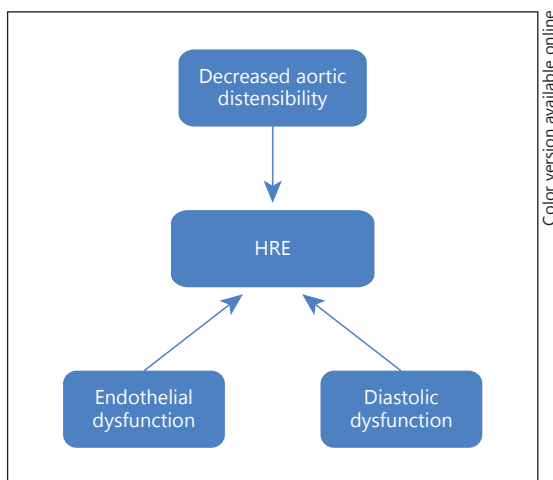 Decreased aortic
distensibility
HRE
Endothelial
dysfunction
Diastolic
dysfunction
Color version available online